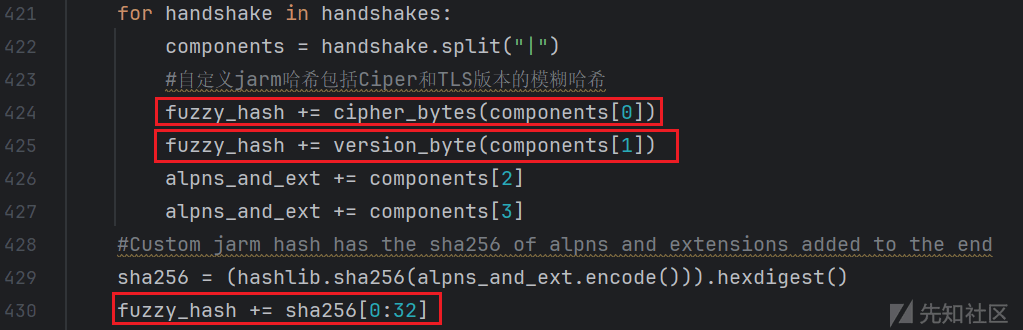 421 for handshake in handshakes:
422 components = handshake.split("|")
423 #自定义jarm哈希包括Ciper和TLS版本的模糊哈希
424 fuzzy_hash += cipher_bytes(components[0])
425 fuzzy_hash += version_byte(components[1])
426 alpns_and_ext += components[2]
427 alpns_and_ext += components[3]
428 #Custom jarm hash has the sha256 of alpns and extensions added to the end
429 sha256 = (hashlib.sha256(alpns_and_ext.encode())).hexdigest()
430 fuzzy_hash += sha256[0:32]
先知社区